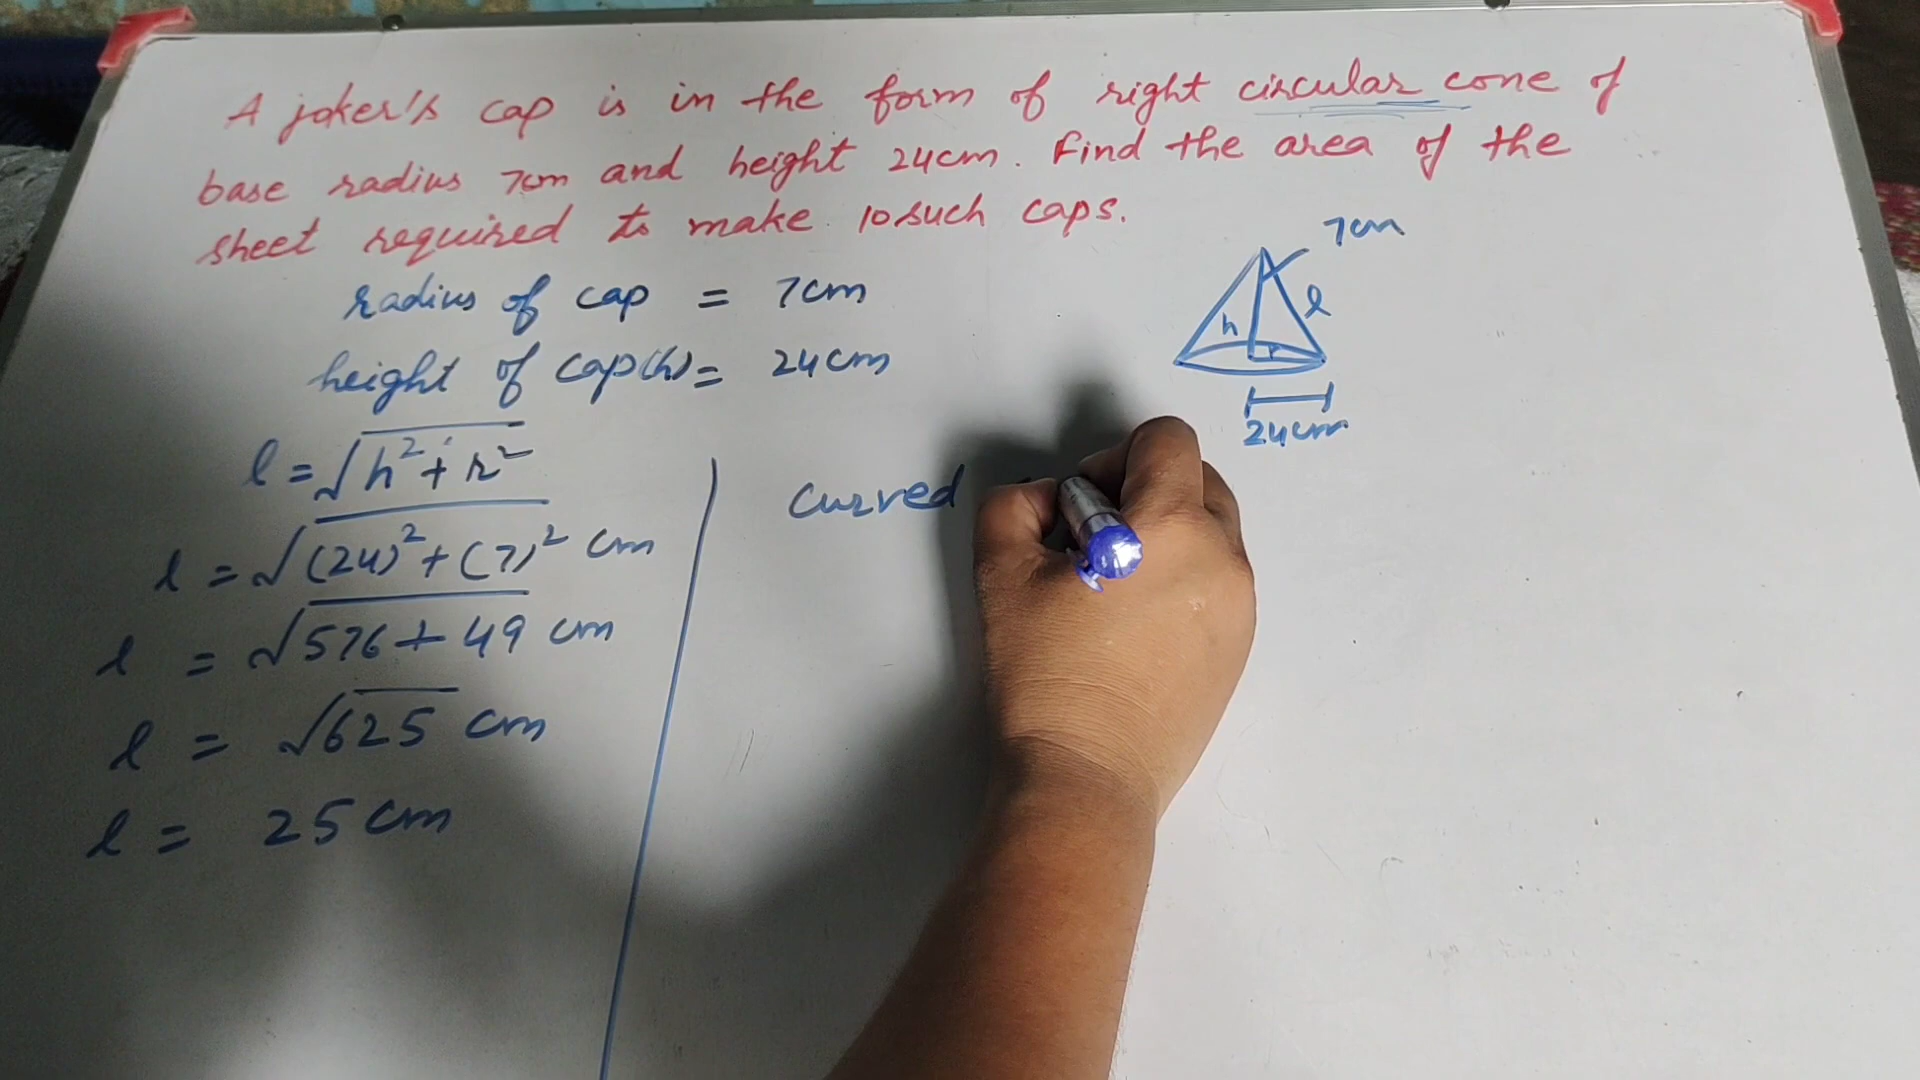 A joker's cap is in the form of right circular cone of
base radius 7cm and height 24cm. Find the area of the
sheet required to make 10 such caps.
radius of cap = 7cm
height of cap(h) = 24cm
7cm
h
l
r
24cm
l = √h² + r²
l = √(24)² + (7)² cm
l = √576 + 49 cm
l = √625 cm
l = 25 cm
curved